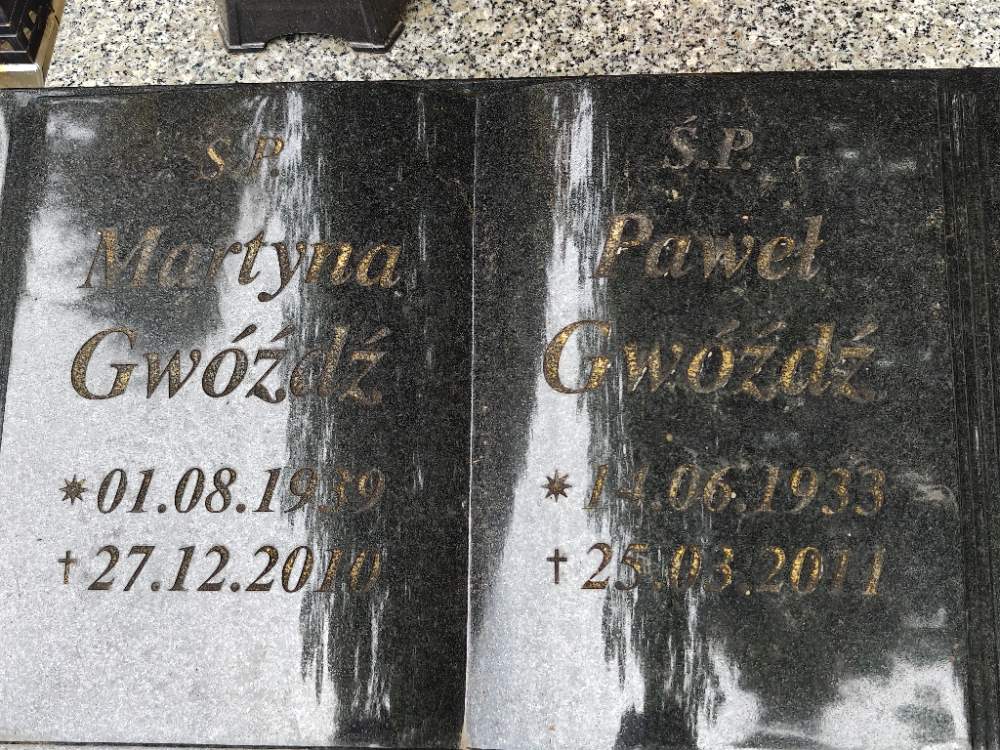 Ś.P.
Martyna
Gwóźdź
*01.08.1939
†27.12.2010
Ś.P.
Paweł
Gwóźdź
*14.06.1933
†25.03.2011